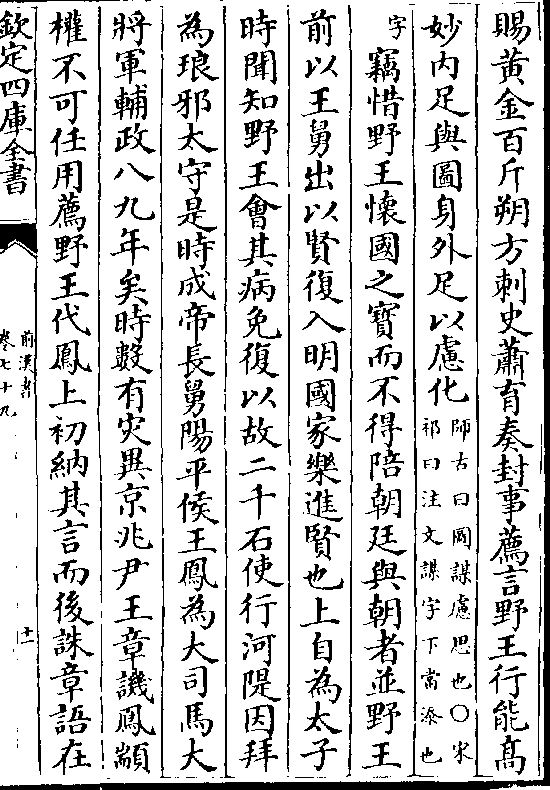 賜黃金百斤朔方刺史蕭育奏封事薦言野王行能髙
妙內足與圖身外足以慮化師古曰圖謀慮思也○宋祁曰注文謀字下當添也
字竊惜野王懷國之寶而不得陪朝廷與朝者並野王
前以王舅出以賢復入明國家樂進賢也上自為太子
時聞知野王會其病免復以故二千石使行河隄因拜
為琅邪太守是時成帝長舅陽平侯王鳳為大司馬大
將軍輔政八九年矣時數有灾異京兆尹王章譏鳳顓
權不可任用薦野王代鳳上初納其言而後誅章語在
欽定四庫全書
前漢書
卷七十九
十一